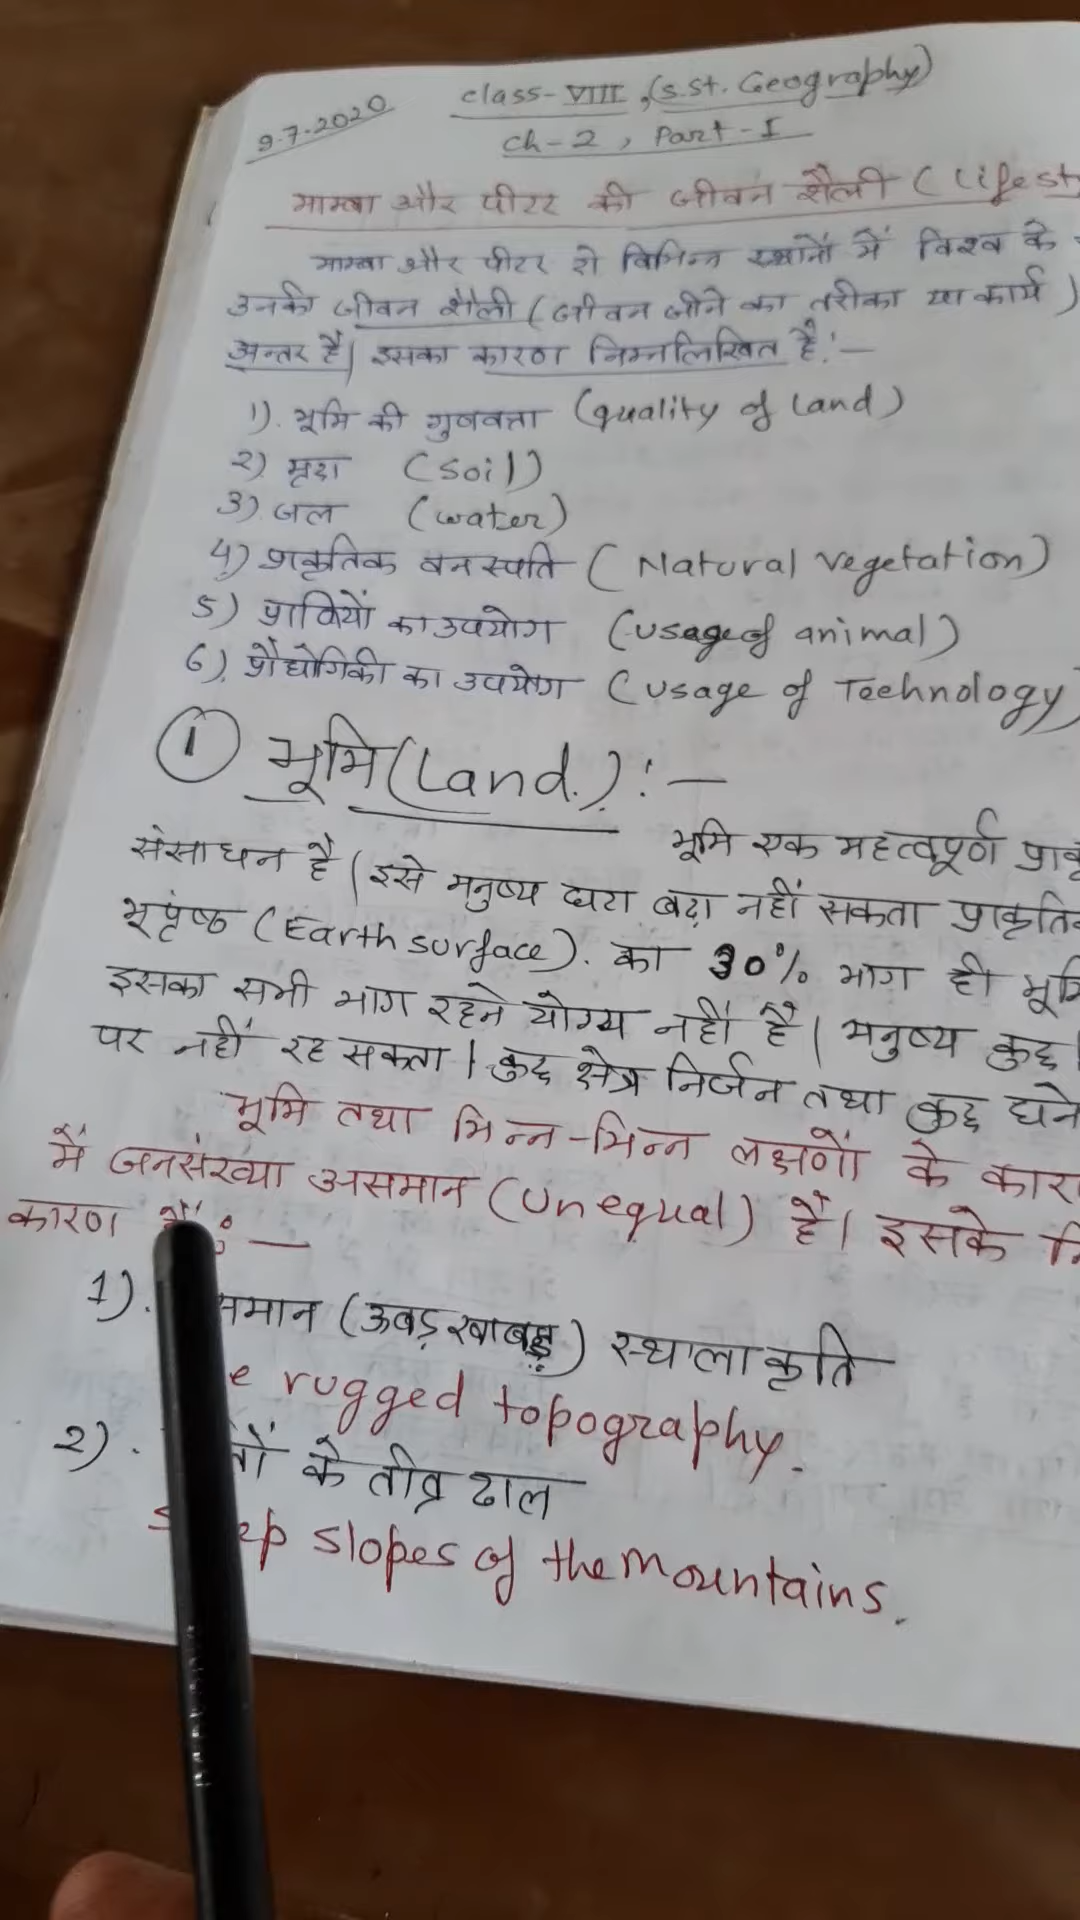 9.7.2020
class-VIII, (S.St. Geography)
Ch-2, Part-I
माम्बा और पीटर की जीवन शैली (Lifest
माम्बा और पीटर दो विभिन्न स्थानों में विश्व के
उनकी जीवन शैली (जीवन जीने का तरीका या कार्य)
अन्तर है| इसका कारण निम्नलिखित है:-
1). भूमि की गुणवत्ता (quality of Land)
2) मृदा (Soil)
3) जल (water)
4) प्राकृतिक वनस्पति (Natural vegetation)
5) प्राणियों का उपयोग (usage of animal)
6). प्रौद्योगिकी का उपयोग (usage of Technology)
1 भूमि (Land.):-
भूमि एक महत्वपूर्ण प्राकृ
संसाधन है| इसे मनुष्य घटा बढ़ा नहीं सकता प्राकृतिक
भूपृष्ठ (Earth surface). का 30% भाग ही भूमि
इसका सभी भाग रहने योग्य नहीं है| मनुष्य कुछ
पर नहीं रह सकता| कुछ क्षेत्र निर्जन तथा कुछ घने
भूमि तथा भिन्न-भिन्न लक्षणों के कार
में जनसंख्या असमान (Unequal) है| इसके नि
कारण :-
1). समान (ऊबड़खाबड़) स्थालाकृति
e rugged topography.
2). तों के तीव्र ढाल
s ep slopes of the mountains.